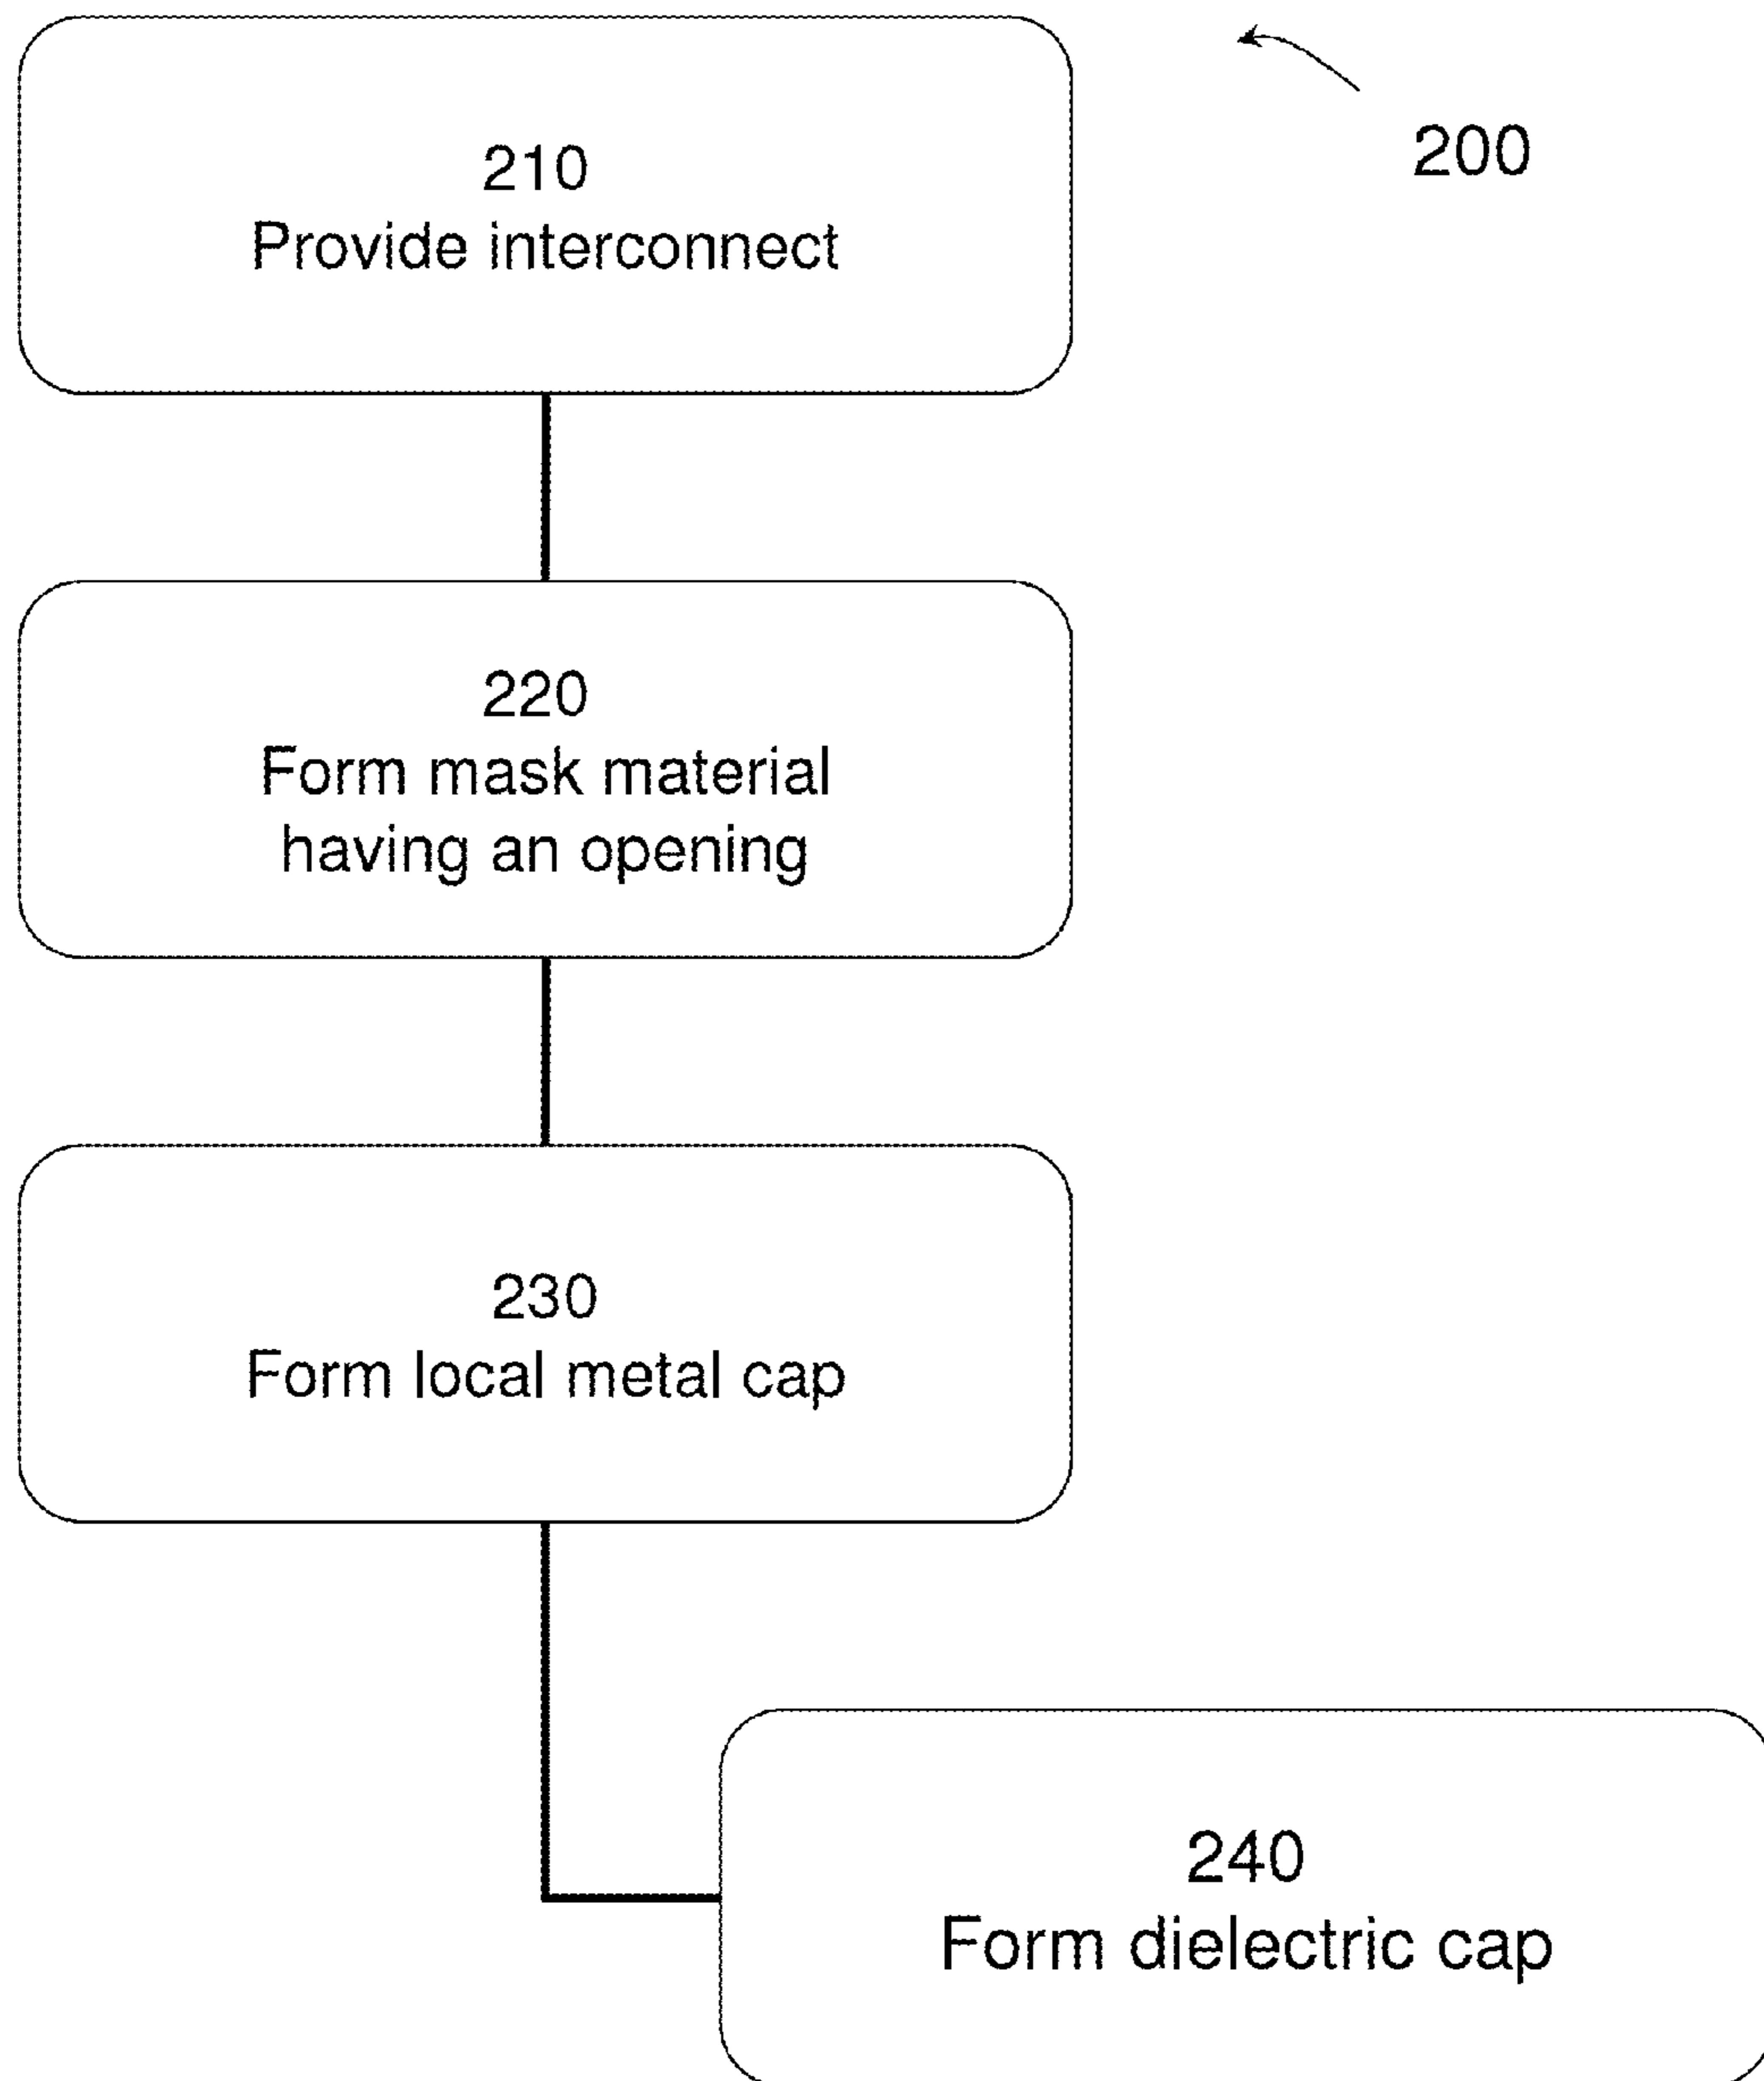 200
210
Provide interconnect
220
Form mask material
having an opening
230
Form local metal cap
240
Form dielectric cap